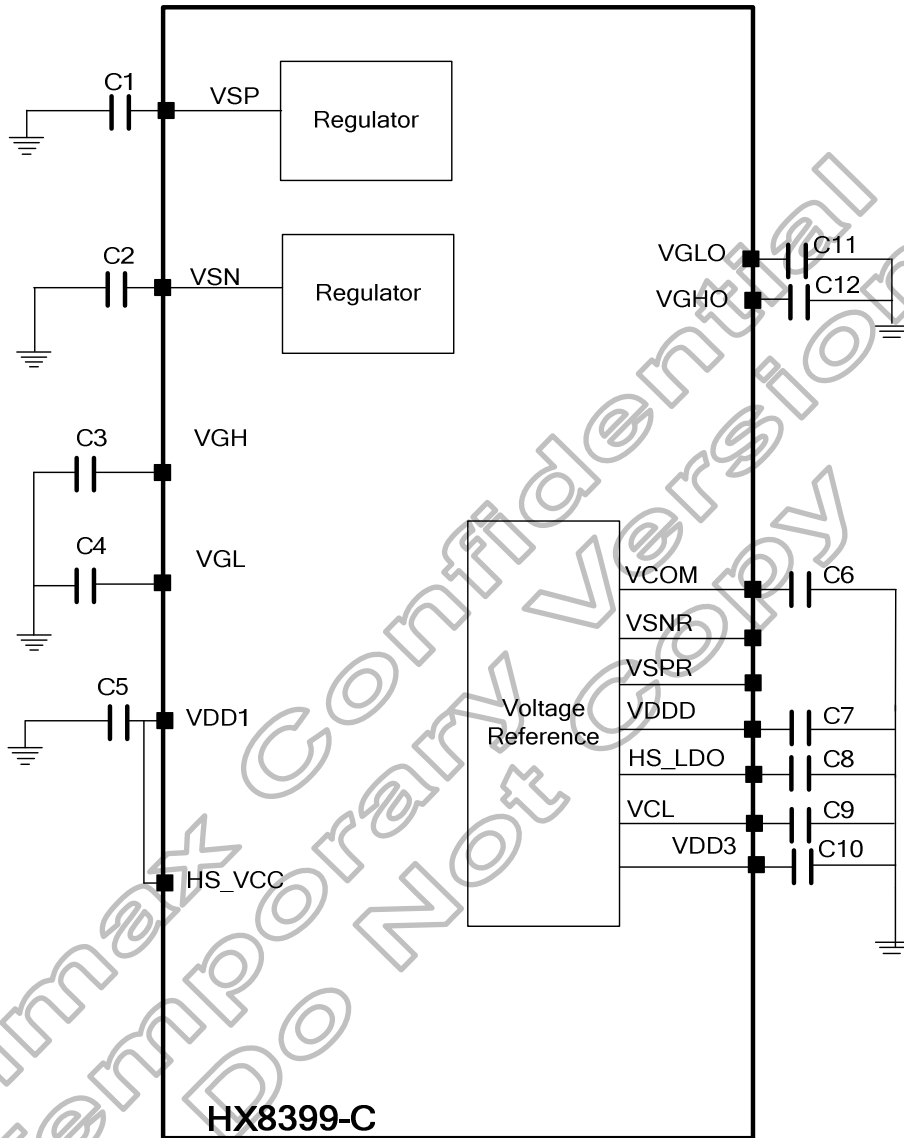 C1
VSP
Regulator
C2
VSN
Regulator
VGLO
C11
VGHO
C12
C3
VGH
C4
VGL
VCOM
C6
VSNR
VSPR
C5
VDD1
Voltage
Reference
VDDD
C7
HS_LDO
C8
VCL
C9
VDD3
C10
HS_VCC
HX8399-C
imax Confidential
Temporary Version
Do Not Copy